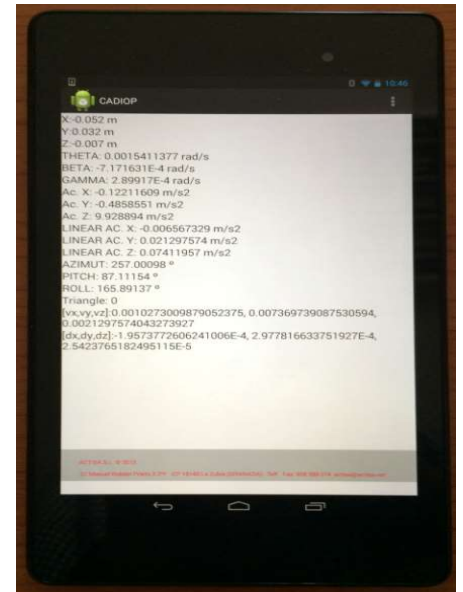 10:46
CADIOP
X:-0.052 m
Y:0.032 m
Z:-0.007 m
THETA: 0.0015411377 rad/s
BETA: -7.171631E-4 rad/s
GAMMA: 2.89917E-4 rad/s
Ac. X: -0.12211609 m/s2
Ac. Y: -0.4858551 m/s2
Ac. Z: 9.928894 m/s2
LINEAR AC. X: -0.006567329 m/s2
LINEAR AC. Y: 0.021297574 m/s2
LINEAR AC. Z: 0.07411957 m/s2
AZIMUT: 257.00098 º
PITCH: 87.11154 º
ROLL: 165.89137 º
Triangle: 0
[vx,vy,vz]:0.0010273009879052375, 0.007369739087530594,
0.0021297574043273927
[dx,dy,dz]:-1.9573772606241006E-4, 2.977816633751927E-4,
2.5423765182495115E-5